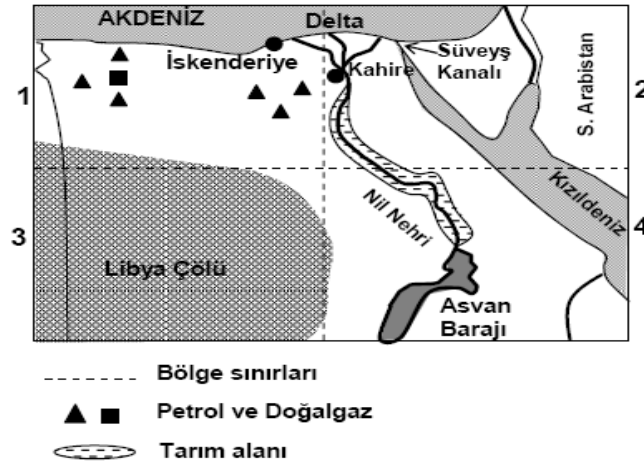 AKDENİZ
Delta
İskenderiye
Kahire
Süveyş
Kanalı
S. Arabistan
1
2
3
4
Kızıldeniz
Nil Nehri
Libya Çölü
Asvan
Barajı
Bölge sınırları
Petrol ve Doğalgaz
Tarım alanı